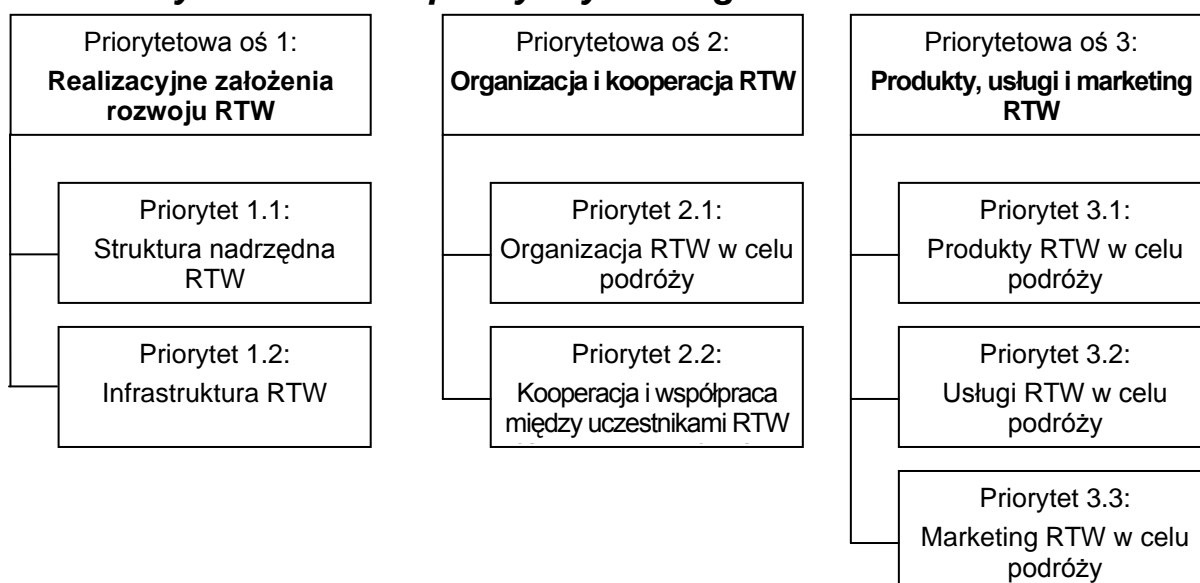 Priorytetowa oś 1:
Realizacyjne założenia
rozwoju RTW
Priorytet 1.1:
Struktura nadrzędna
RTW
Priorytet 1.2:
Infrastruktura RTW
Priorytetowa oś 2:
Organizacja i kooperacja RTW
Priorytet 2.1:
Organizacja RTW w celu
podróży
Priorytet 2.2:
Kooperacja i współpraca
między uczestnikami RTW
Priorytetowa oś 3:
Produkty, usługi i marketing
RTW
Priorytet 3.1:
Produkty RTW w celu
podróży
Priorytet 3.2:
Usługi RTW w celu
podróży
Priorytet 3.3:
Marketing RTW w celu
podróży